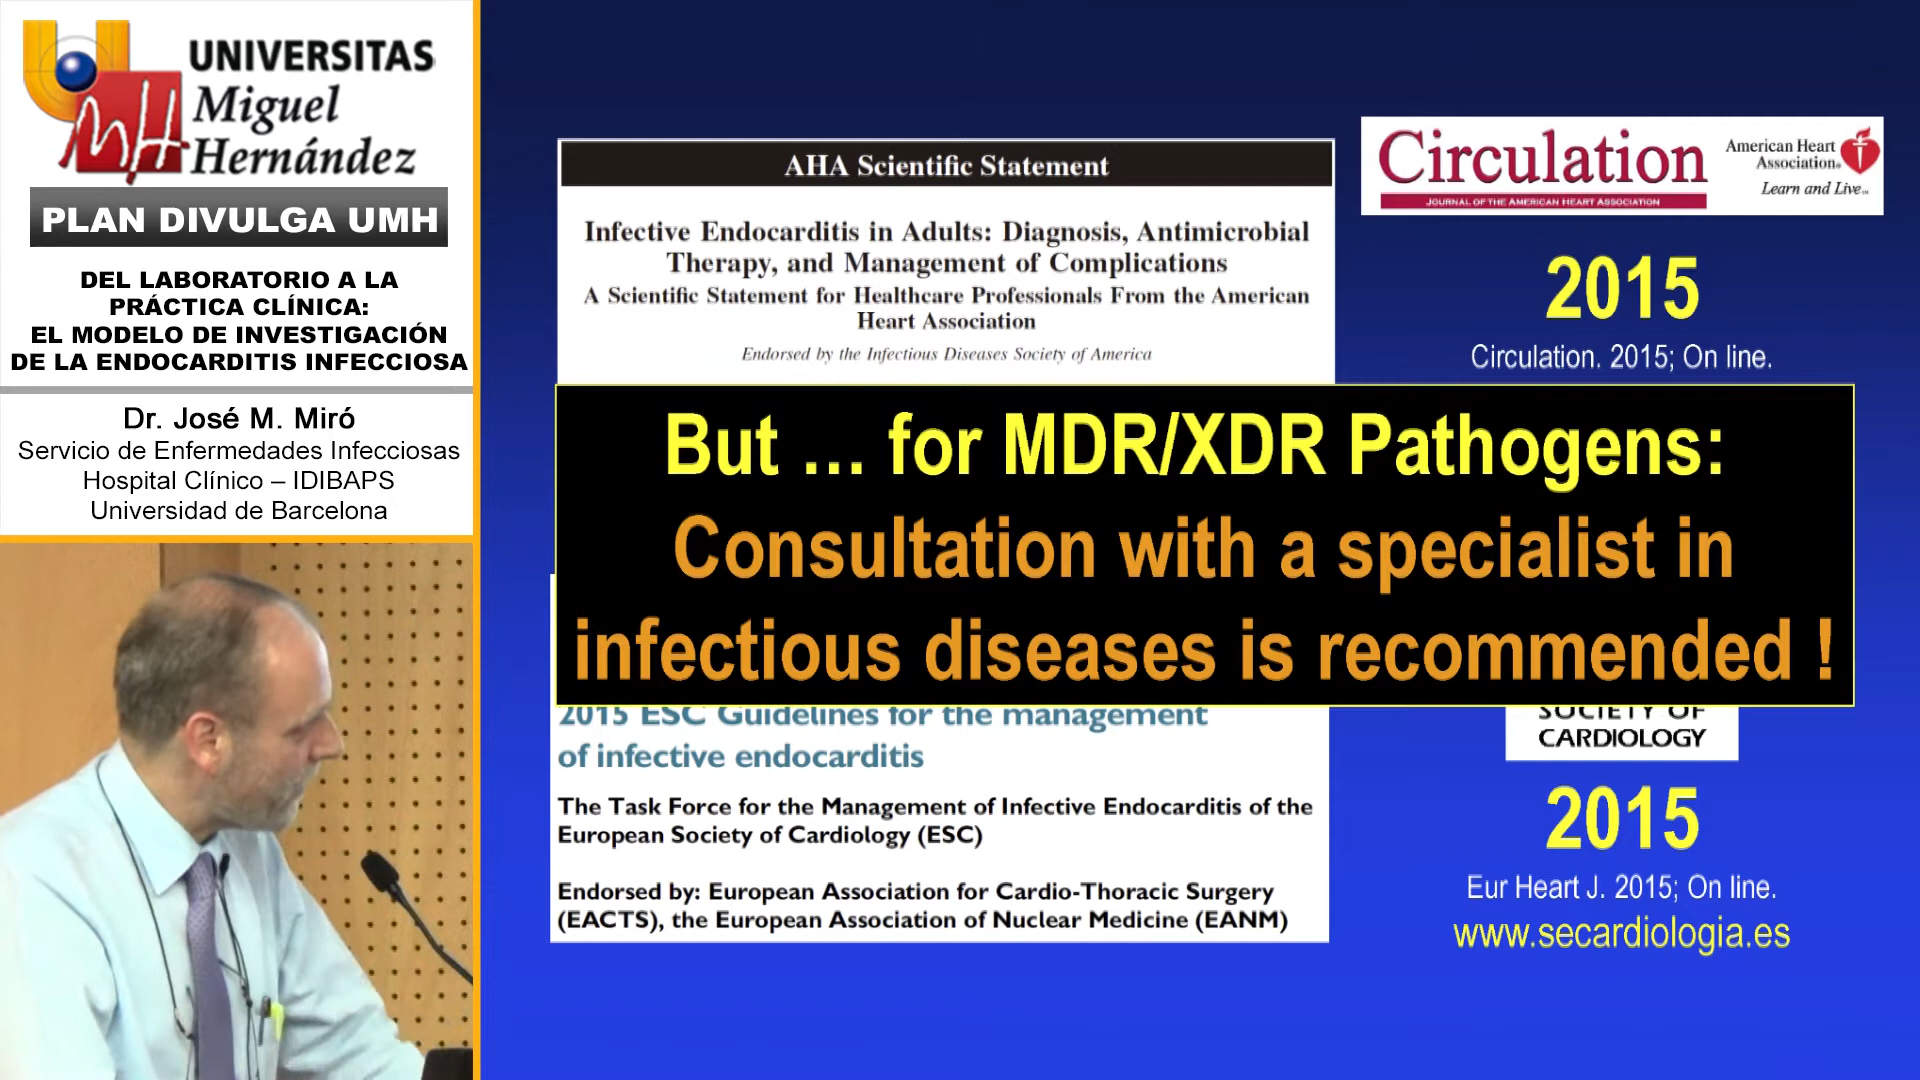 UNIVERSITAS
Miguel
Hernández
PLAN DIVULGA UMH
DEL LABORATORIO A LA
PRÁCTICA CLÍNICA:
EL MODELO DE INVESTIGACIÓN
DE LA ENDOCARDITIS INFECCIOSA
Dr. José M. Miró
Servicio de Enfermedades Infecciosas
Hospital Clínico – IDIBAPS
Universidad de Barcelona
AHA Scientific Statement
Infective Endocarditis in Adults: Diagnosis, Antimicrobial
Therapy, and Management of Complications
A Scientific Statement for Healthcare Professionals From the American
Heart Association
Endorsed by the Infectious Diseases Society of America
Circulation
JOURNAL OF THE AMERICAN HEART ASSOCIATION
American Heart
Association®
Learn and Live℠
2015
Circulation. 2015; On line.
But … for MDR/XDR Pathogens:
Consultation with a specialist in
infectious diseases is recommended !
2015 ESC Guidelines for the management
of infective endocarditis
The Task Force for the Management of Infective Endocarditis of the
European Society of Cardiology (ESC)
Endorsed by: European Association for Cardio-Thoracic Surgery
(EACTS), the European Association of Nuclear Medicine (EANM)
SOCIETY OF
CARDIOLOGY
2015
Eur Heart J. 2015; On line.
www.secardiologia.es